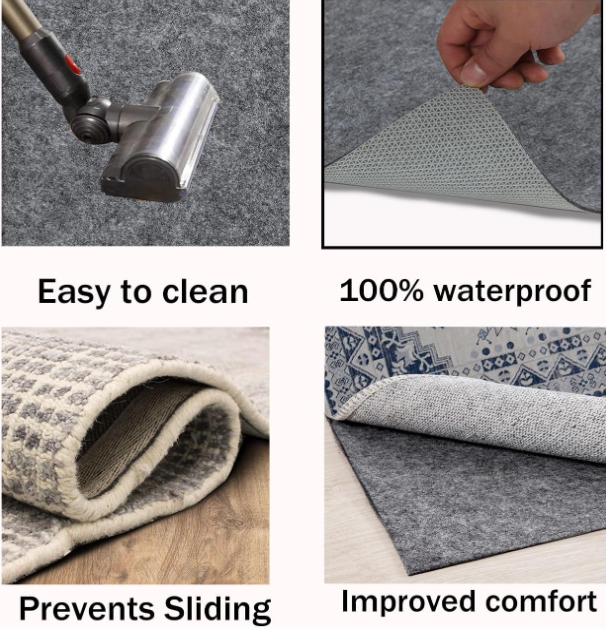 Easy to clean
100% waterproof
Prevents Sliding
Improved comfort